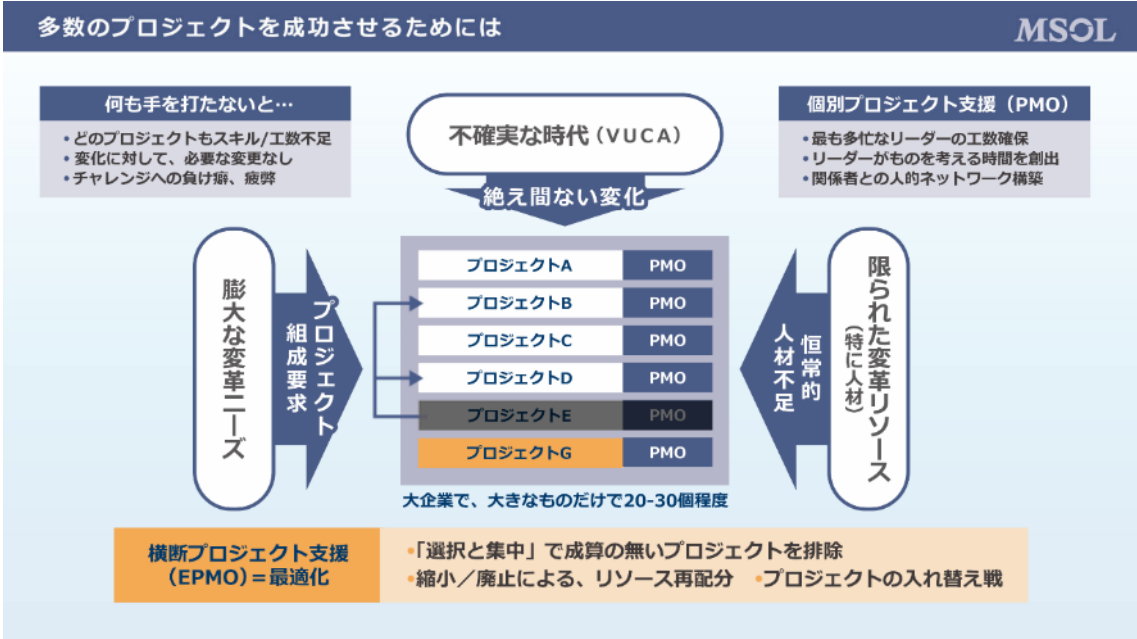 多数のプロジェクトを成功させるためには
MSOL
何も手を打たないと…
•どのプロジェクトもスキル/工数不足
•変化に対して、必要な変更なし
•チャレンジへの負け癖、疲弊
不確実な時代（VUCA）
絶え間ない変化
個別プロジェクト支援（PMO）
•最も多忙なリーダーの工数確保
•リーダーがものを考える時間を創出
•関係者との人的ネットワーク構築
膨大な変革ニーズ
プロジェクト
組成要求
プロジェクトA PMO
プロジェクトB PMO
プロジェクトC PMO
プロジェクトD PMO
プロジェクトE PMO
プロジェクトG PMO
恒常的
人材不足
限られた変革リソース
（特に人材）
大企業で、大きなものだけで20-30個程度
横断プロジェクト支援
（EPMO）＝最適化
•「選択と集中」で成算の無いプロジェクトを排除
•縮小／廃止による、リソース再配分 •プロジェクトの入れ替え戦